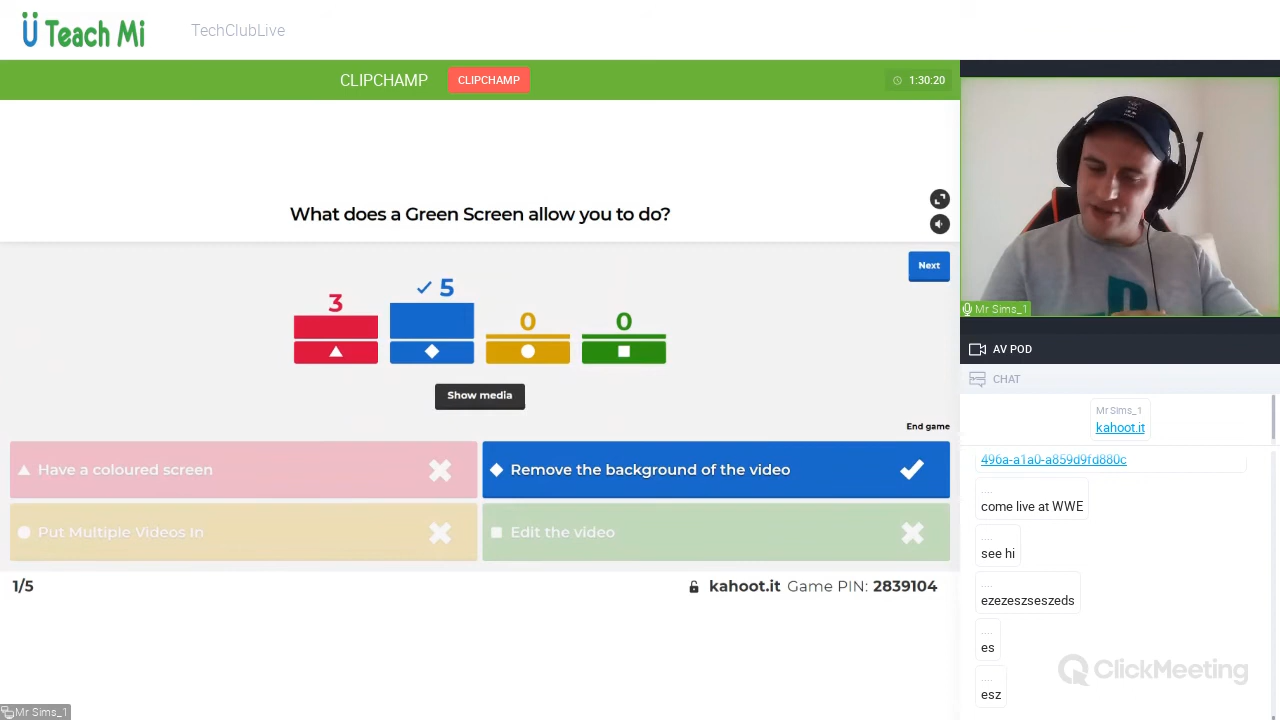 Ü Teach Mi
TechClubLive
CLIPCHAMP
CLIPCHAMP
1:30:20
What does a Green Screen allow you to do?
Next
3
5
0
0
Show media
End game
Have a coloured screen
Remove the background of the video
Put Multiple Videos In
Edit the video
1/5
kahoot.it Game PIN: 2839104
Mr Sims_1
Mr Sims_1
AV POD
CHAT
Mr Sims_1
kahoot.it
496a-a1a0-a859d9fd880c
....
come live at WWE
....
see hi
....
ezezeszseszeds
....
es
....
esz
ClickMeeting